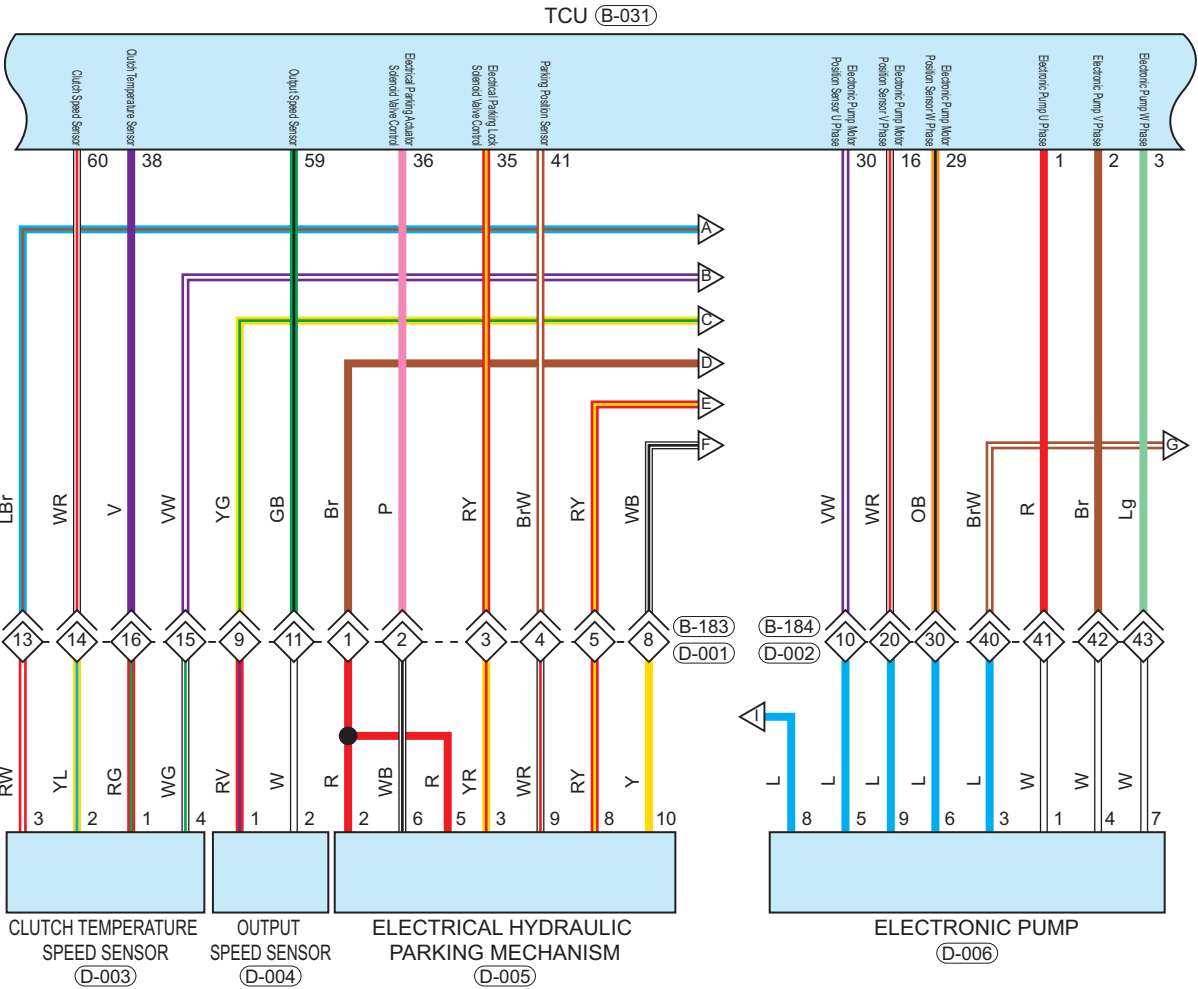 TCU B-031
Clutch Speed Sensor
Clutch Temperature Sensor
Output Speed Sensor
Electrical Parking Actuator
Solenoid Valve Control
Electrical Parking Lock
Solenoid Valve Control
Parking Position Sensor
Electronic Pump Motor
Position Sensor U Phase
Electronic Pump Motor
Position Sensor V Phase
Electronic Pump Motor
Position Sensor W Phase
Electronic Pump U Phase
Electronic Pump V Phase
Electronic Pump W Phase
60 38 59 36 35 41 30 16 29 1 2 3
A
B
C
D
E
F G
LBr WR V VW YG GB Br P RY BrW RY WB VW WR OB BrW R Br Lg
B-183 B-184
13 14 16 15 9 11 1 2 3 4 5 8 10 20 30 40 41 42 43
D-001 D-002
I
RW YL RG WG RV W R WB R YR WR RY Y L L L L L W W W
3 2 1 4 1 2 2 6 5 3 9 8 10 8 5 9 6 3 1 4 7
CLUTCH TEMPERATURE
SPEED SENSOR
D-003
OUTPUT
SPEED SENSOR
D-004
ELECTRICAL HYDRAULIC
PARKING MECHANISM
D-005
ELECTRONIC PUMP
D-006